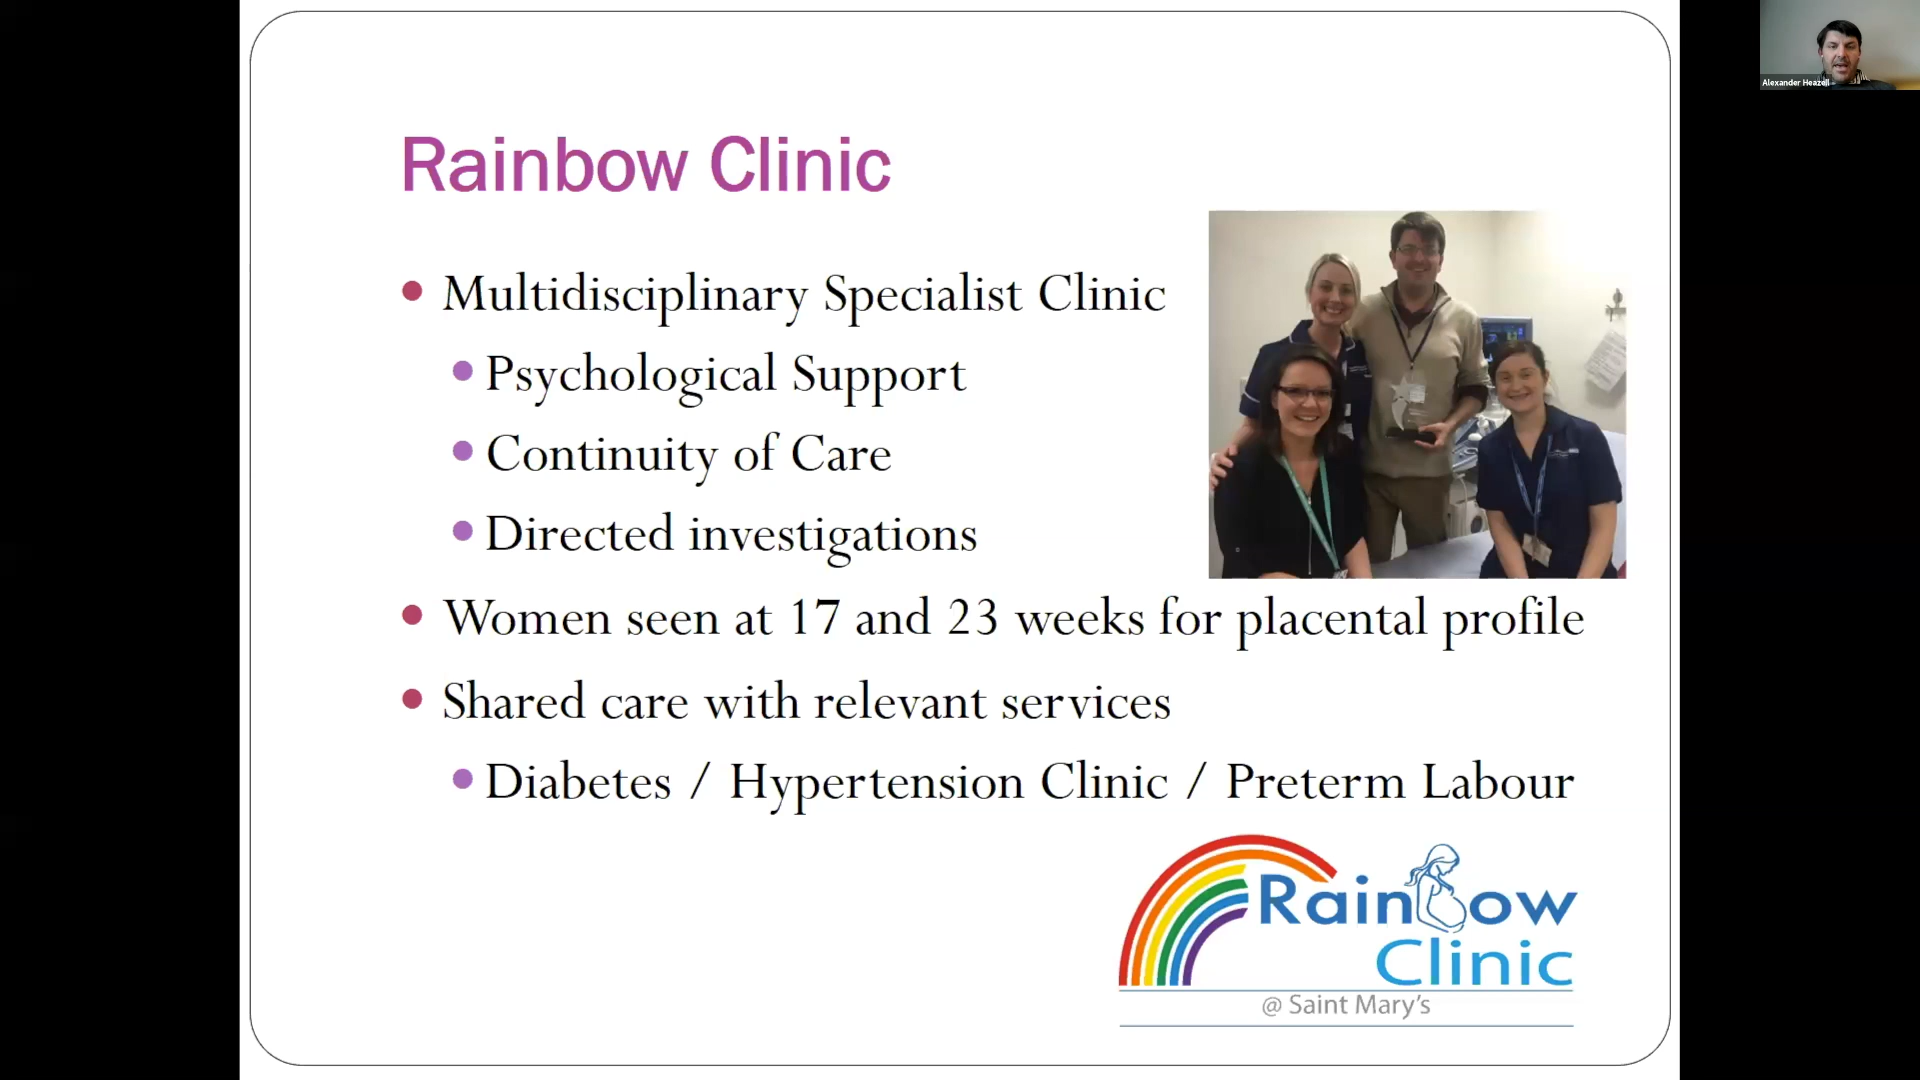 Alexander Heazell
Rainbow Clinic
Multidisciplinary Specialist Clinic
Psychological Support
Continuity of Care
Directed investigations
Women seen at 17 and 23 weeks for placental profile
Shared care with relevant services
Diabetes / Hypertension Clinic / Preterm Labour
Rainbow
Clinic
@ Saint Mary's